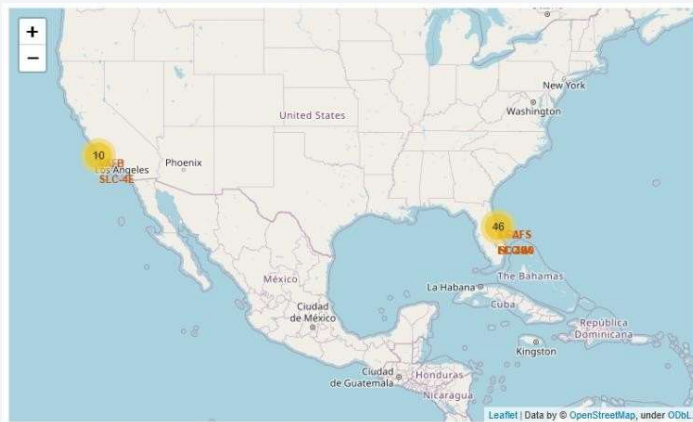 +
−
New York
Washington
United States
10
Los Angeles
Phoenix
SLC-4E
46
The Bahamas
La Habana
Cuba
México
Ciudad
de México
República
Dominicana
Kingston
Ciudad
de Guatemala
Honduras
Nicaragua
Leaflet | Data by © OpenStreetMap, under ODbL.